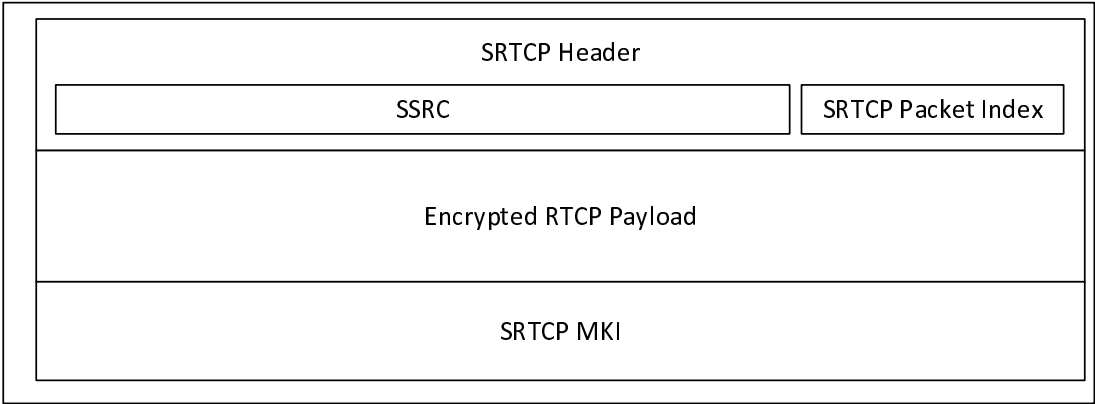 SRTCP Header
SSRC
SRTCP Packet Index
Encrypted RTCP Payload
SRTCP MKI